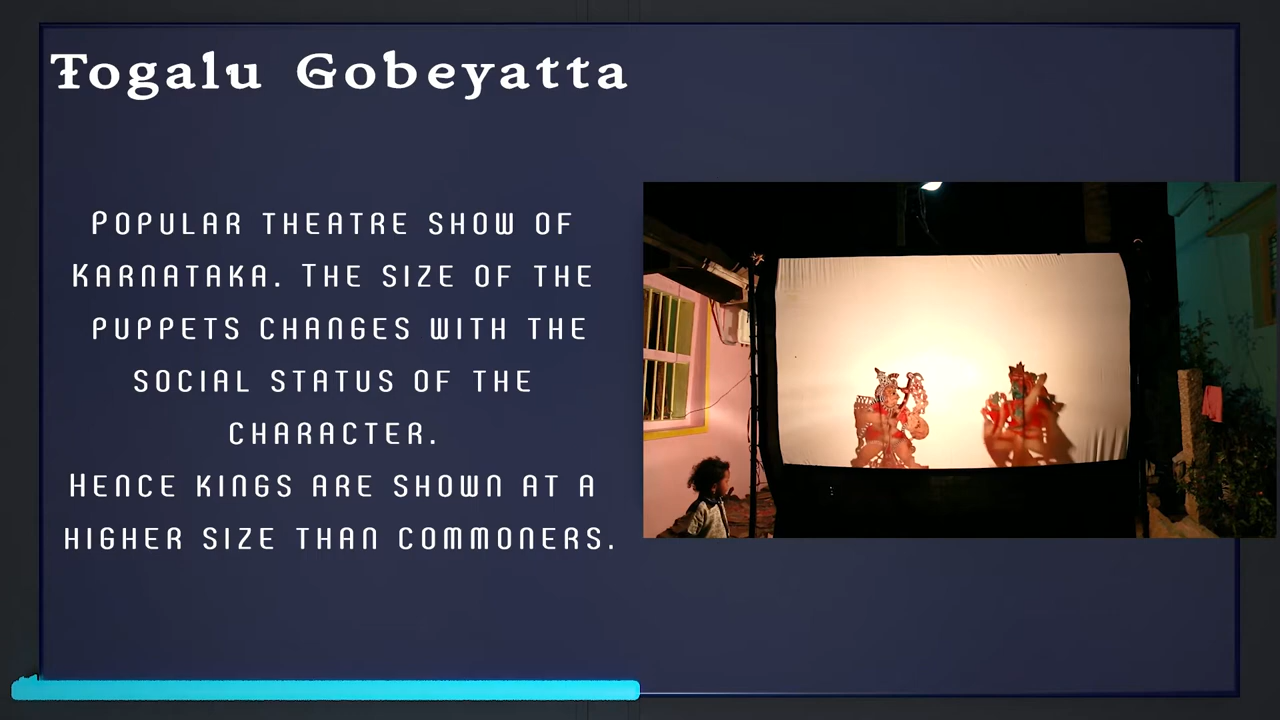 Togalu Gobeyatta
Popular theatre show of
Karnataka. The size of the
puppets changes with the
social status of the
character.
Hence kings are shown at a
higher size than commoners.